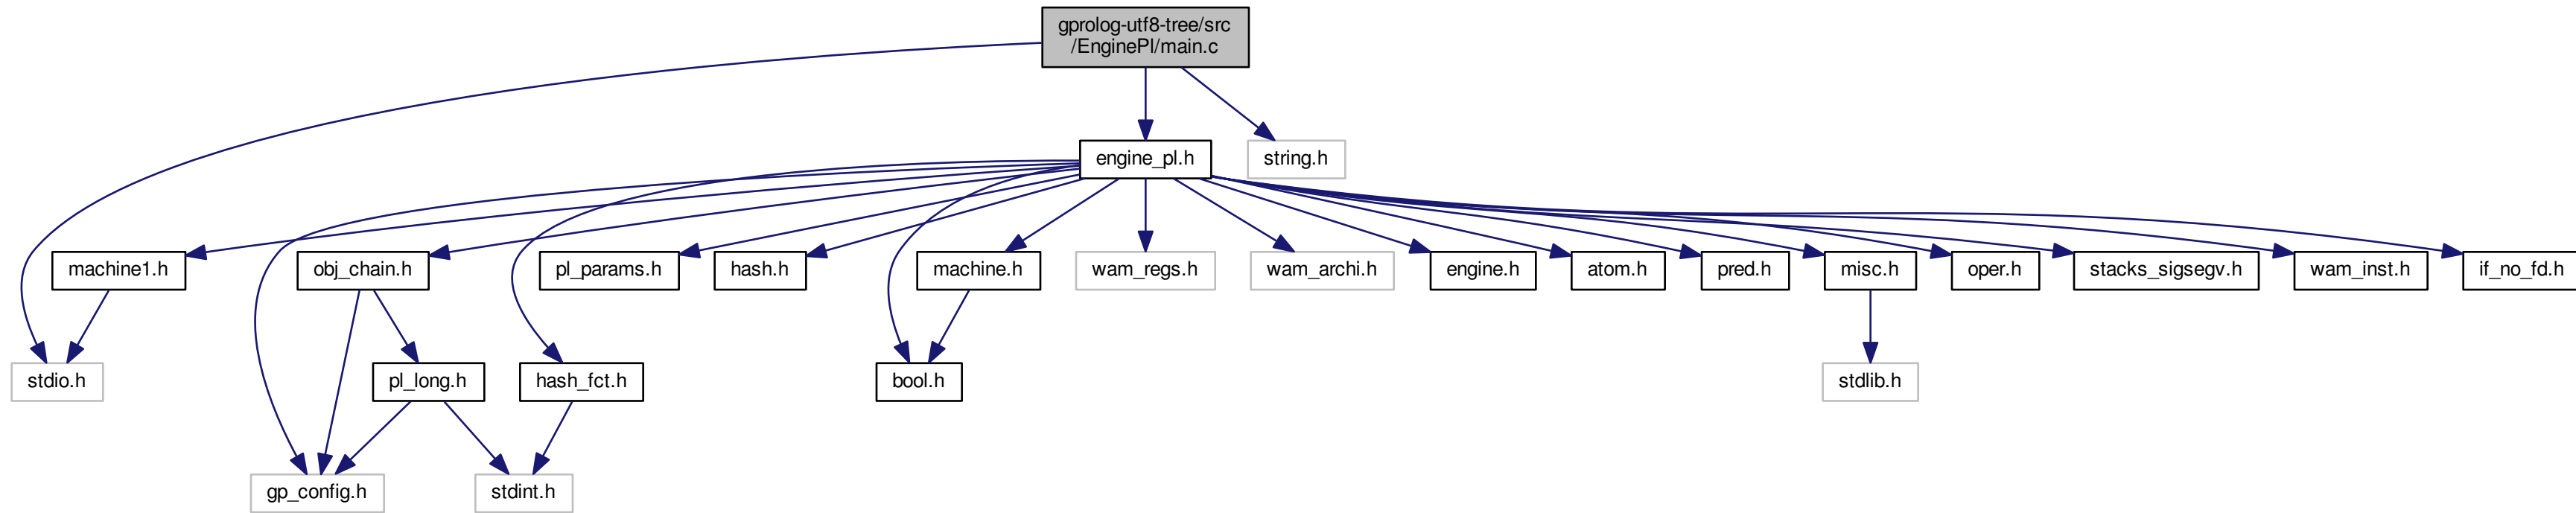 gprolog-utf8-tree/src
/EnginePl/main.c
engine_pl.h
string.h
machine1.h
obj_chain.h
pl_params.h
hash.h
machine.h
wam_regs.h
wam_archi.h
engine.h
atom.h
pred.h
misc.h
oper.h
stacks_sigsegv.h
wam_inst.h
if_no_fd.h
stdio.h
pl_long.h
hash_fct.h
bool.h
stdlib.h
gp_config.h
stdint.h